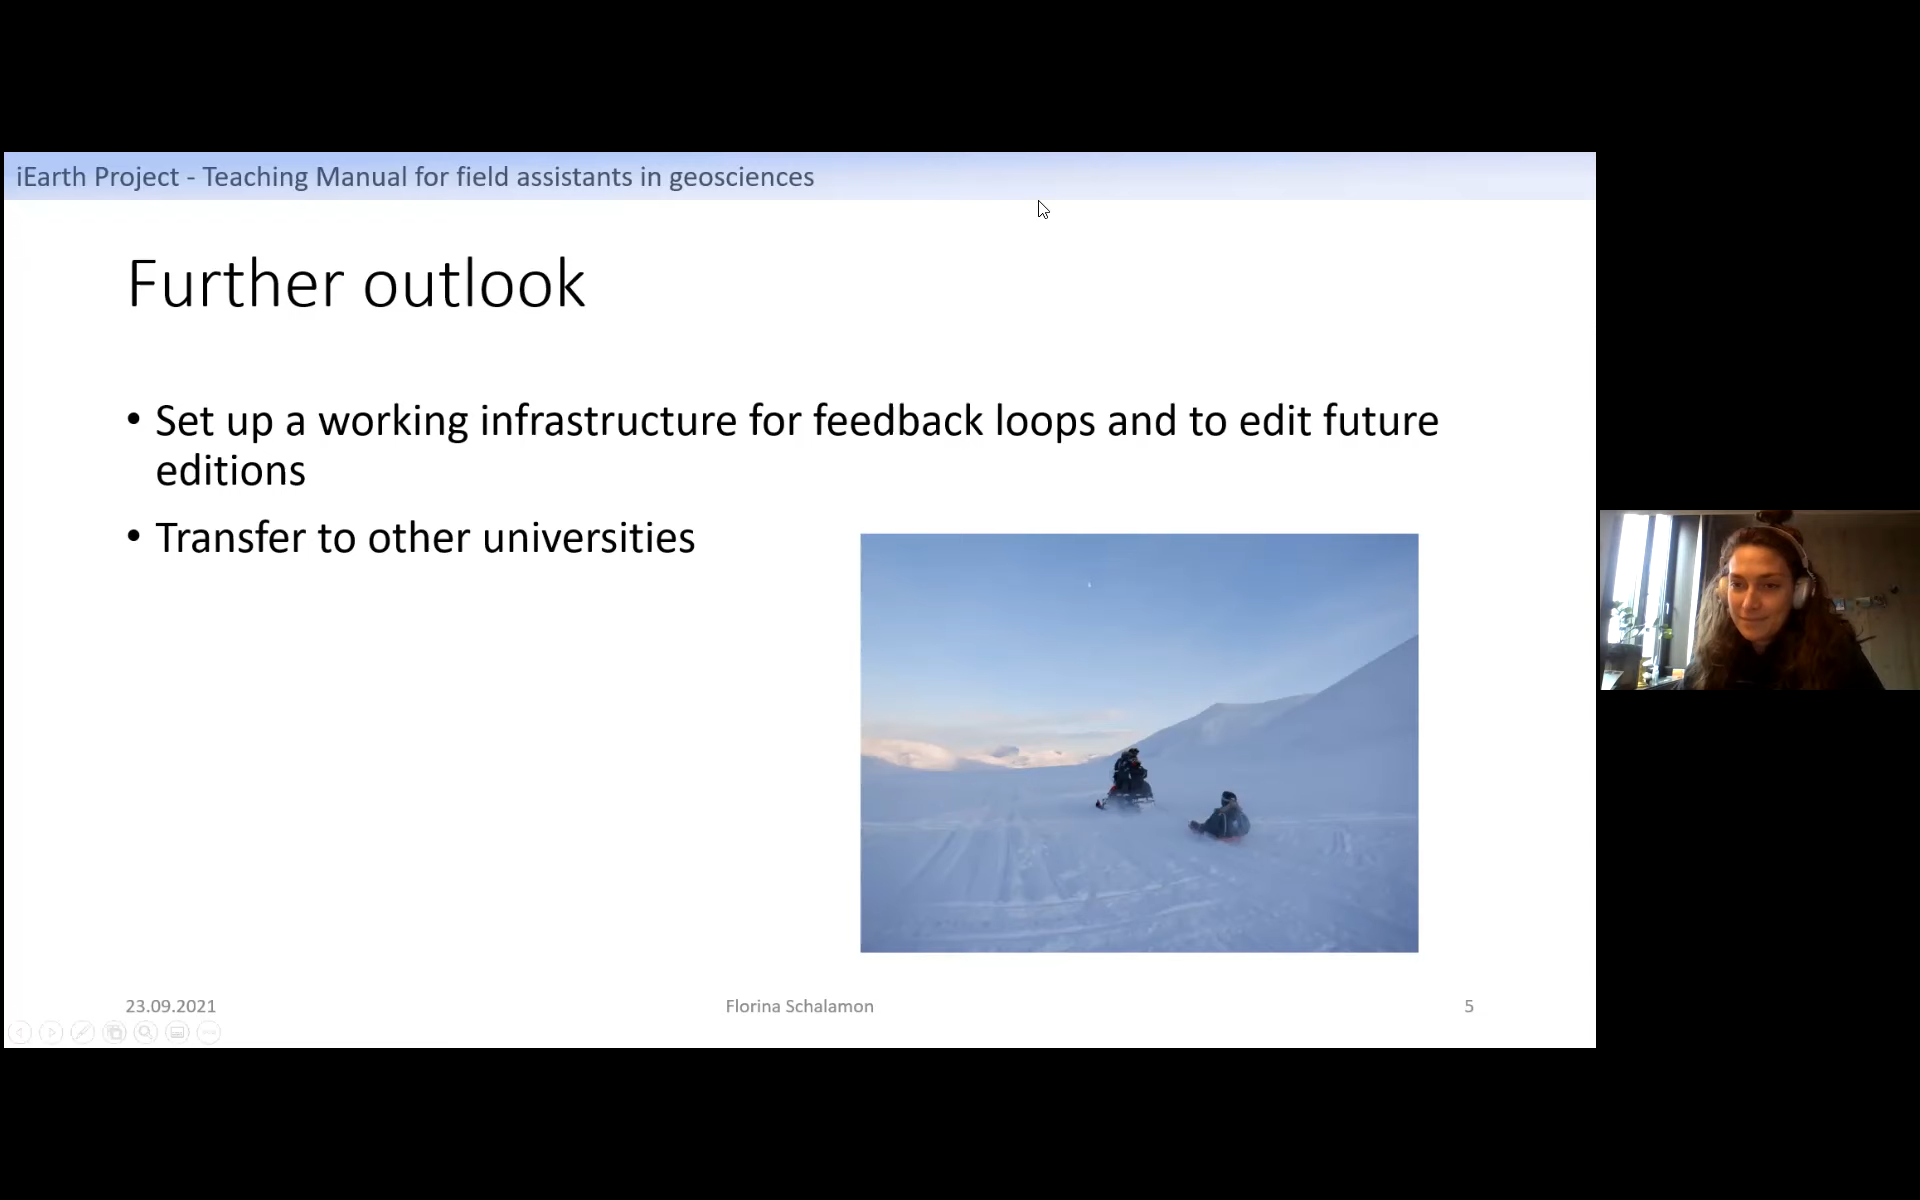 iEarth Project - Teaching Manual for field assistants in geosciences
Further outlook
• Set up a working infrastructure for feedback loops and to edit future
editions
• Transfer to other universities
23.09.2021
Florina Schalamon
5